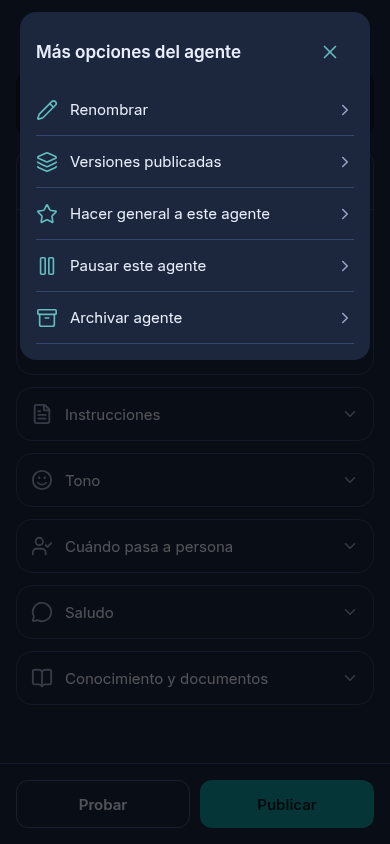 Más opciones del agente
Renombrar
Versiones publicadas
Hacer general a este agente
Pausar este agente
Archivar agente
Instrucciones
Tono
Cuándo pasa a persona
Saludo
Conocimiento y documentos
Probar
Publicar